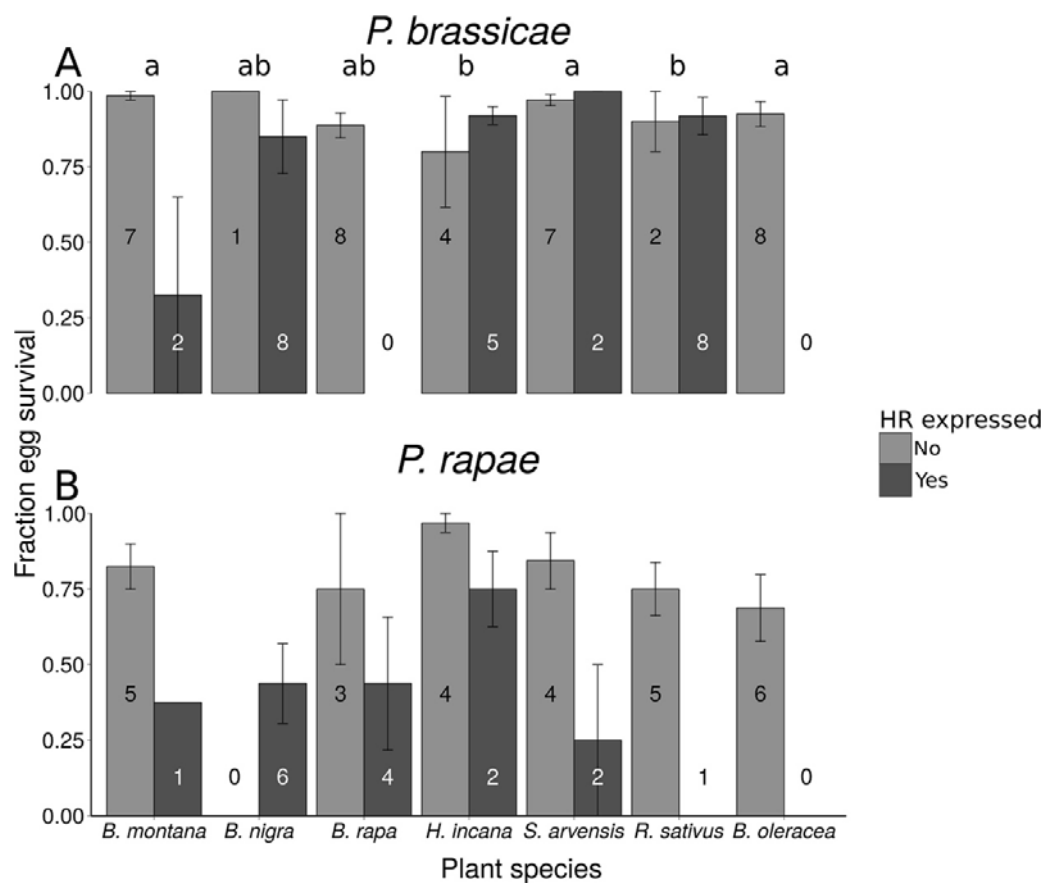 P. brassicae
A
a ab ab b a b a
1.00
0.75
0.50
0.25
0.00
7 1 8 4 7 2 8
2 8 0 5 2 8 0
Fraction egg survival
HR expressed
No
Yes
P. rapae
B
1.00
0.75
0.50
0.25
0.00
5 3 4 4 5 6
1 0 6 4 2 2 1 0
B. montana B. nigra B. rapa H. incana S. arvensis R. sativus B. oleracea
Plant species